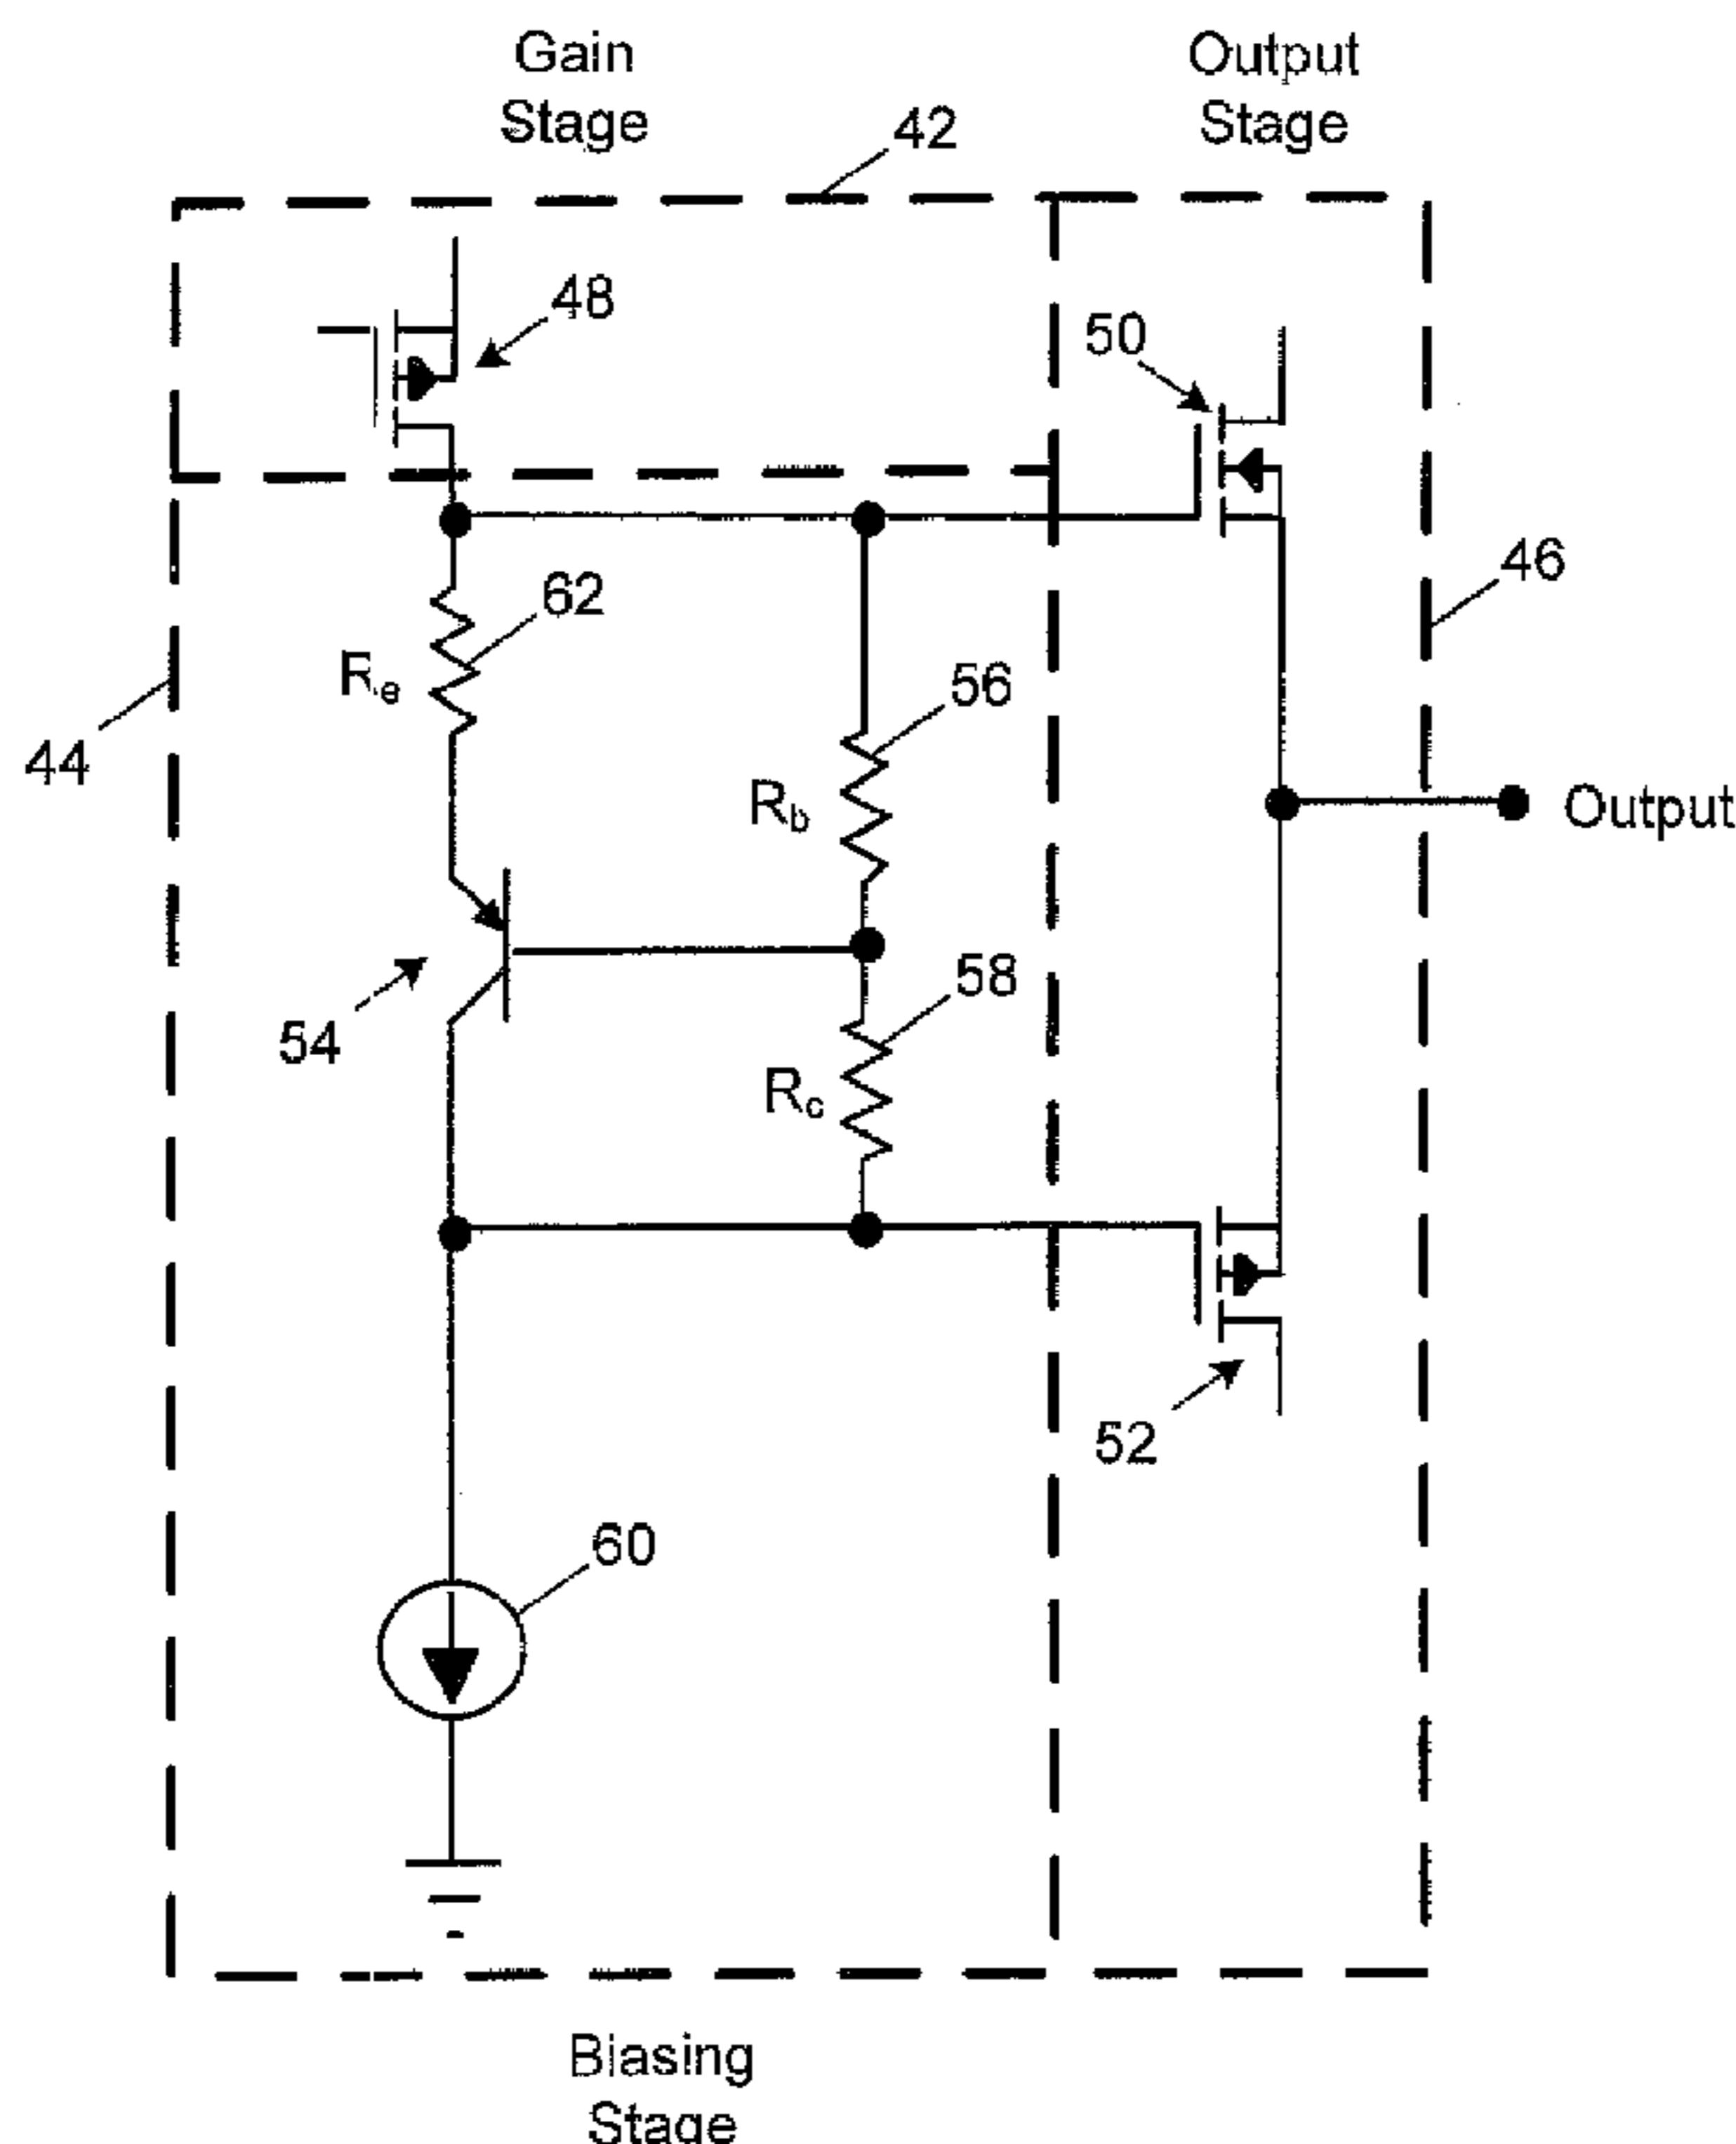 Gain
Stage
Output
Stage
42
48
50
46
62
Re
56
Rb
44
Output
58
54
Rc
52
60
Biasing
Stage